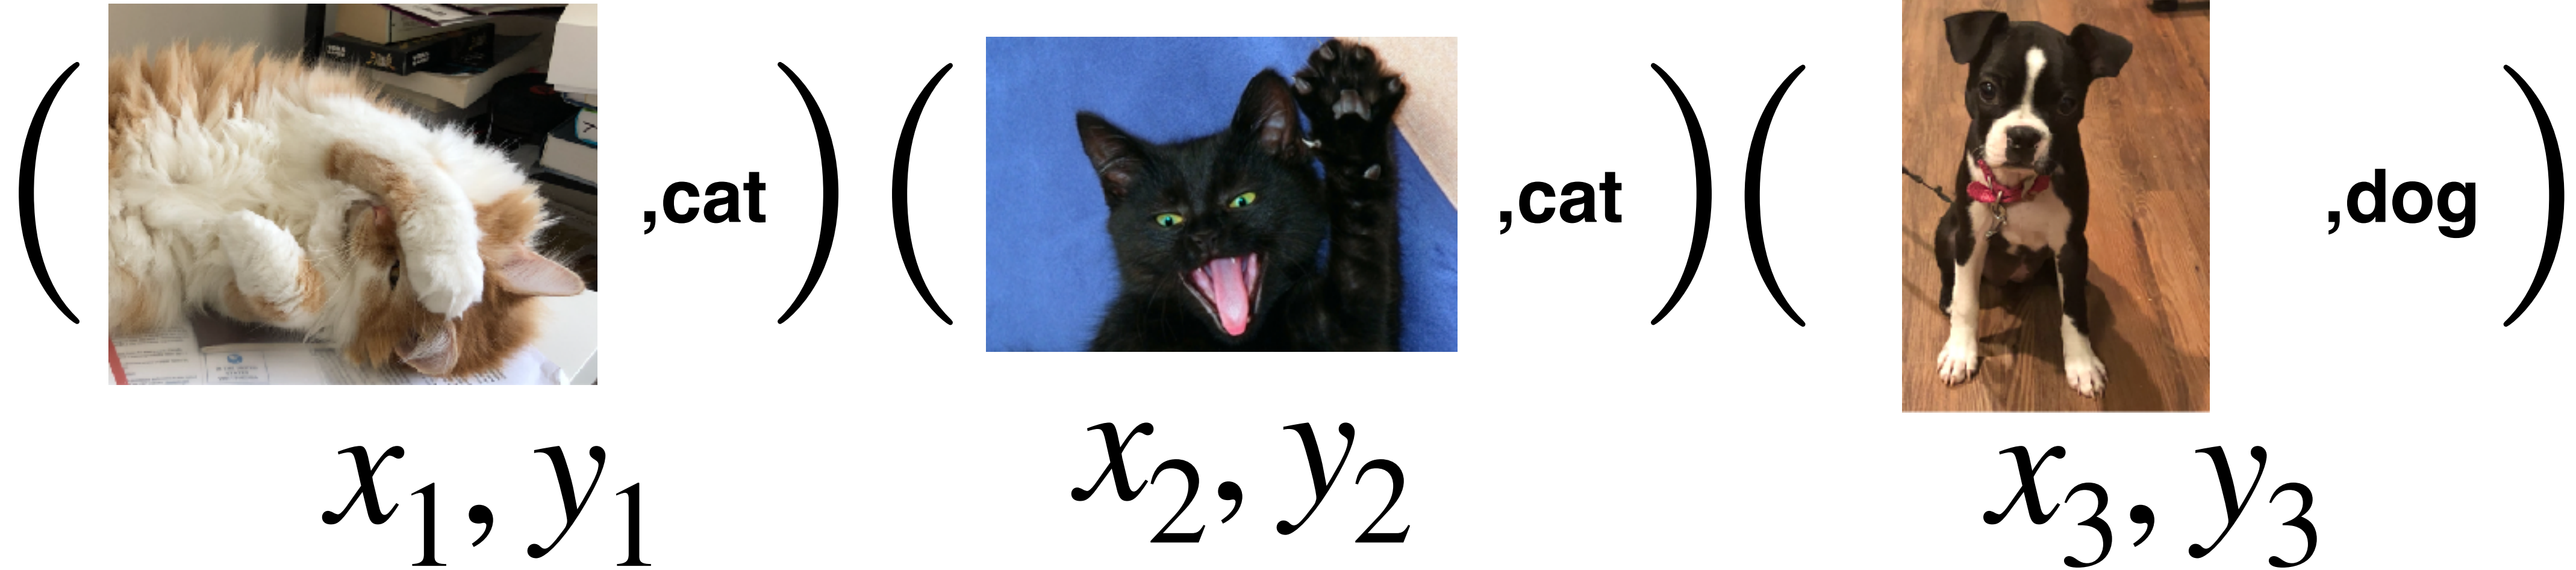 ( ,cat ) ( ,cat ) ( ,dog )
x₁, y₁ x₂, y₂ x₃, y₃